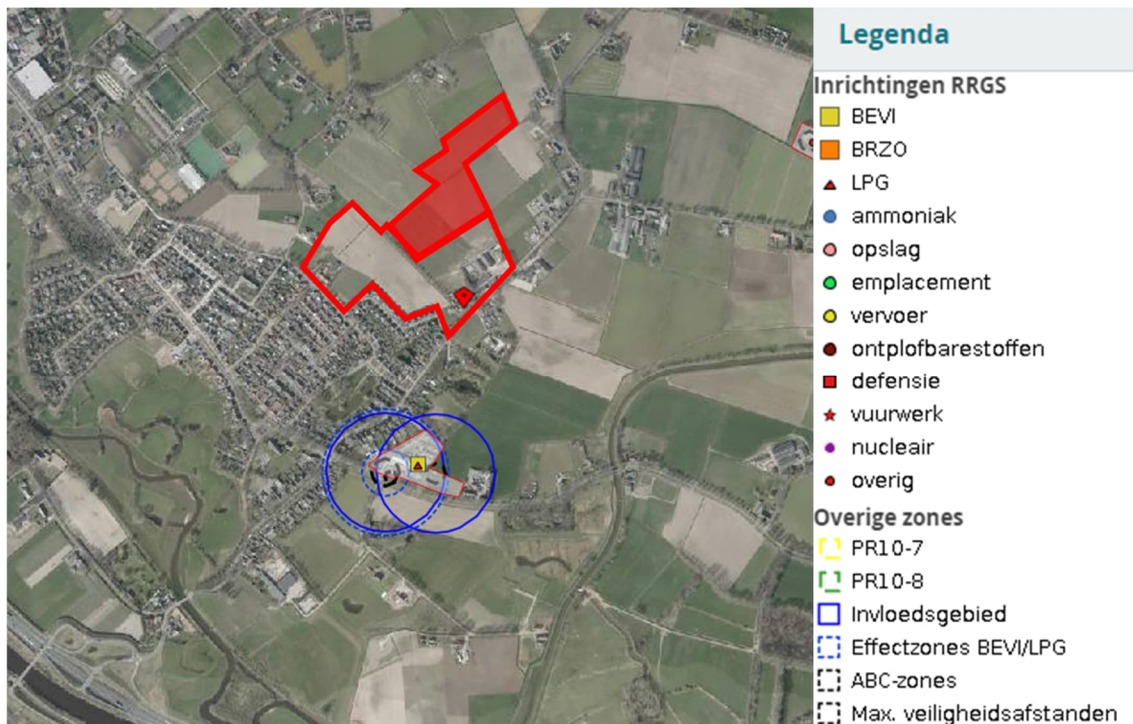 Legenda
Inrichtingen RRGS
BEVI
BRZO
LPG
ammoniak
opslag
emplacement
vervoer
ontplofbarestoffen
defensie
vuurwerk
nucleair
overig
Overige zones
PR10-7
PR10-8
Invloedsgebied
Effectzones BEVI/LPG
ABC-zones
Max. veiligheidsafstanden